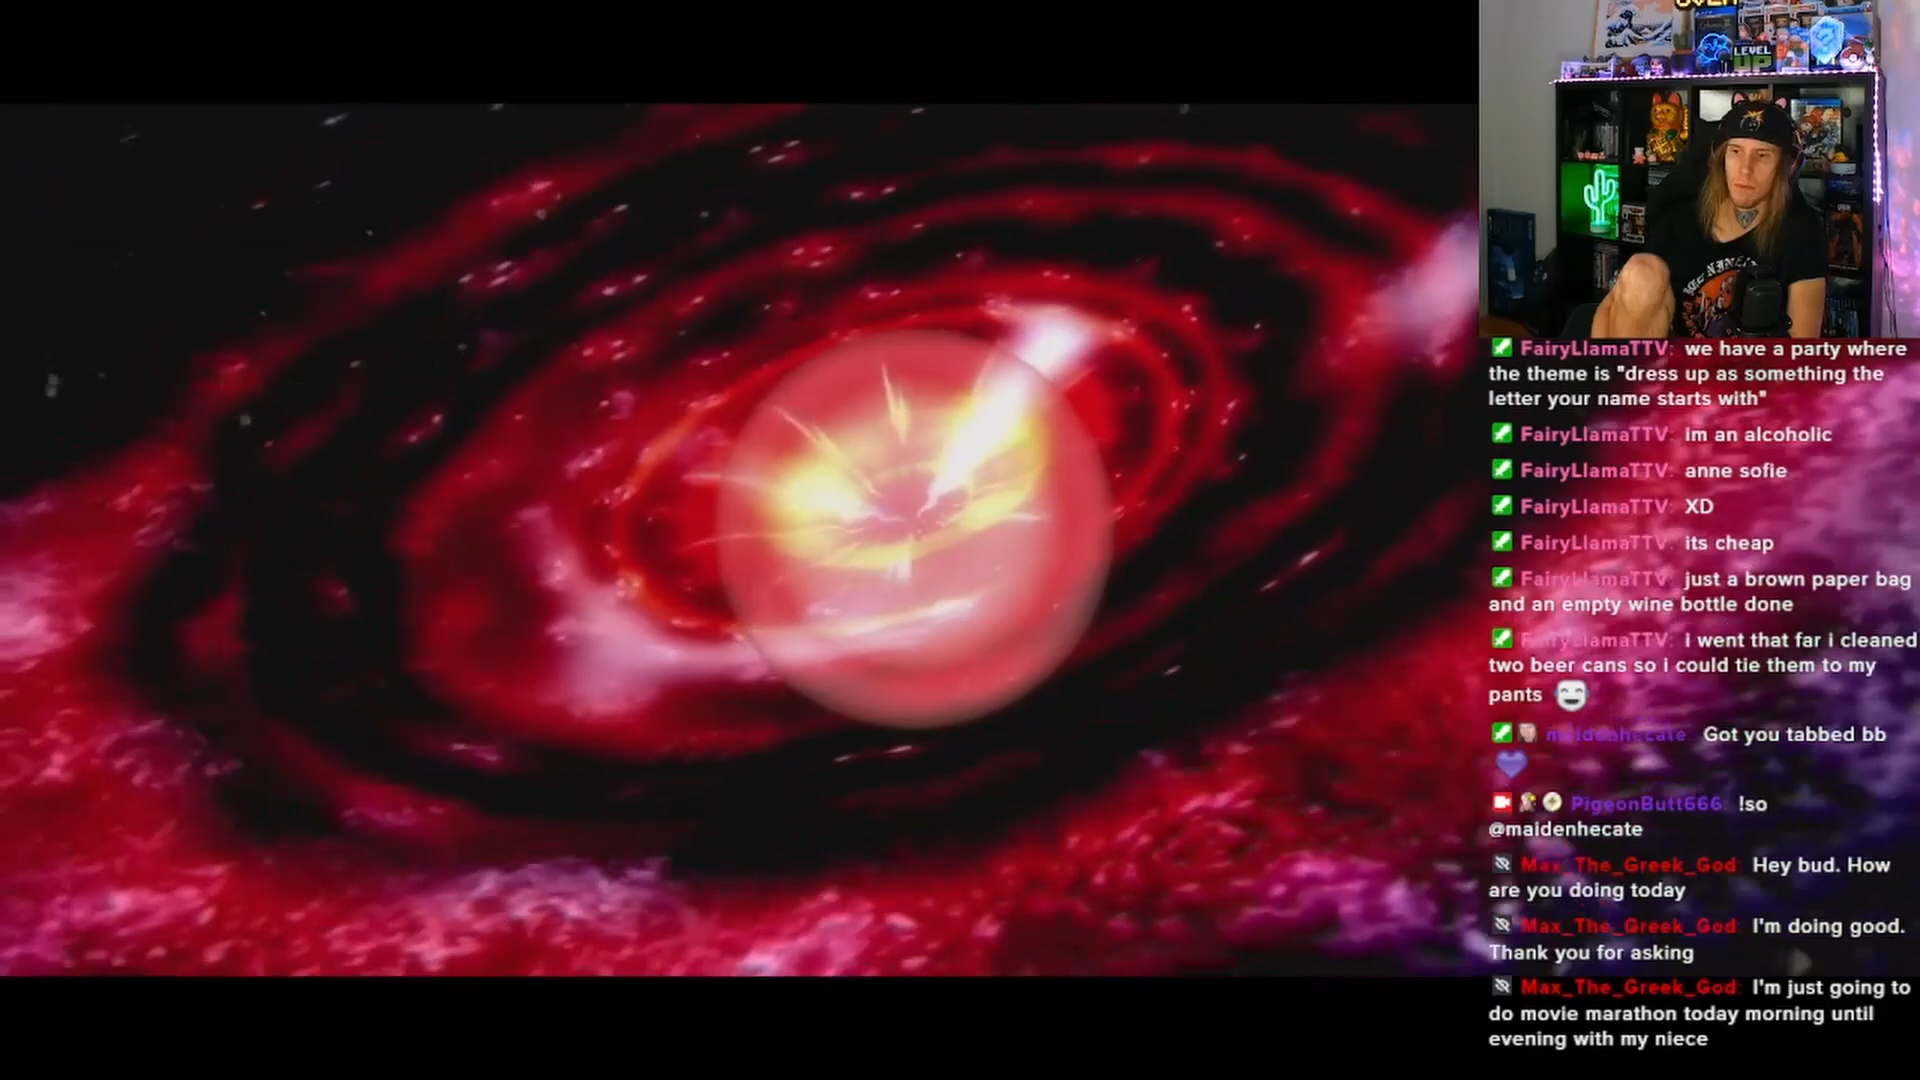 LEVEL
UP
FairyLlamaTTV: we have a party where
the theme is "dress up as something the
letter your name starts with"
FairyLlamaTTV: im an alcoholic
FairyLlamaTTV: anne sofie
FairyLlamaTTV: XD
FairyLlamaTTV: its cheap
FairyLlamaTTV: just a brown paper bag
and an empty wine bottle done
FairyLlamaTTV: i went that far i cleaned
two beer cans so i could tie them to my
pants
maidenhecate Got you tabbed bb
PigeonButt666: !so
@maidenhecate
Max_The_Greek_God: Hey bud. How
are you doing today
Max_The_Greek_God: I'm doing good.
Thank you for asking
Max_The_Greek_God: I'm just going to
do movie marathon today morning until
evening with my niece